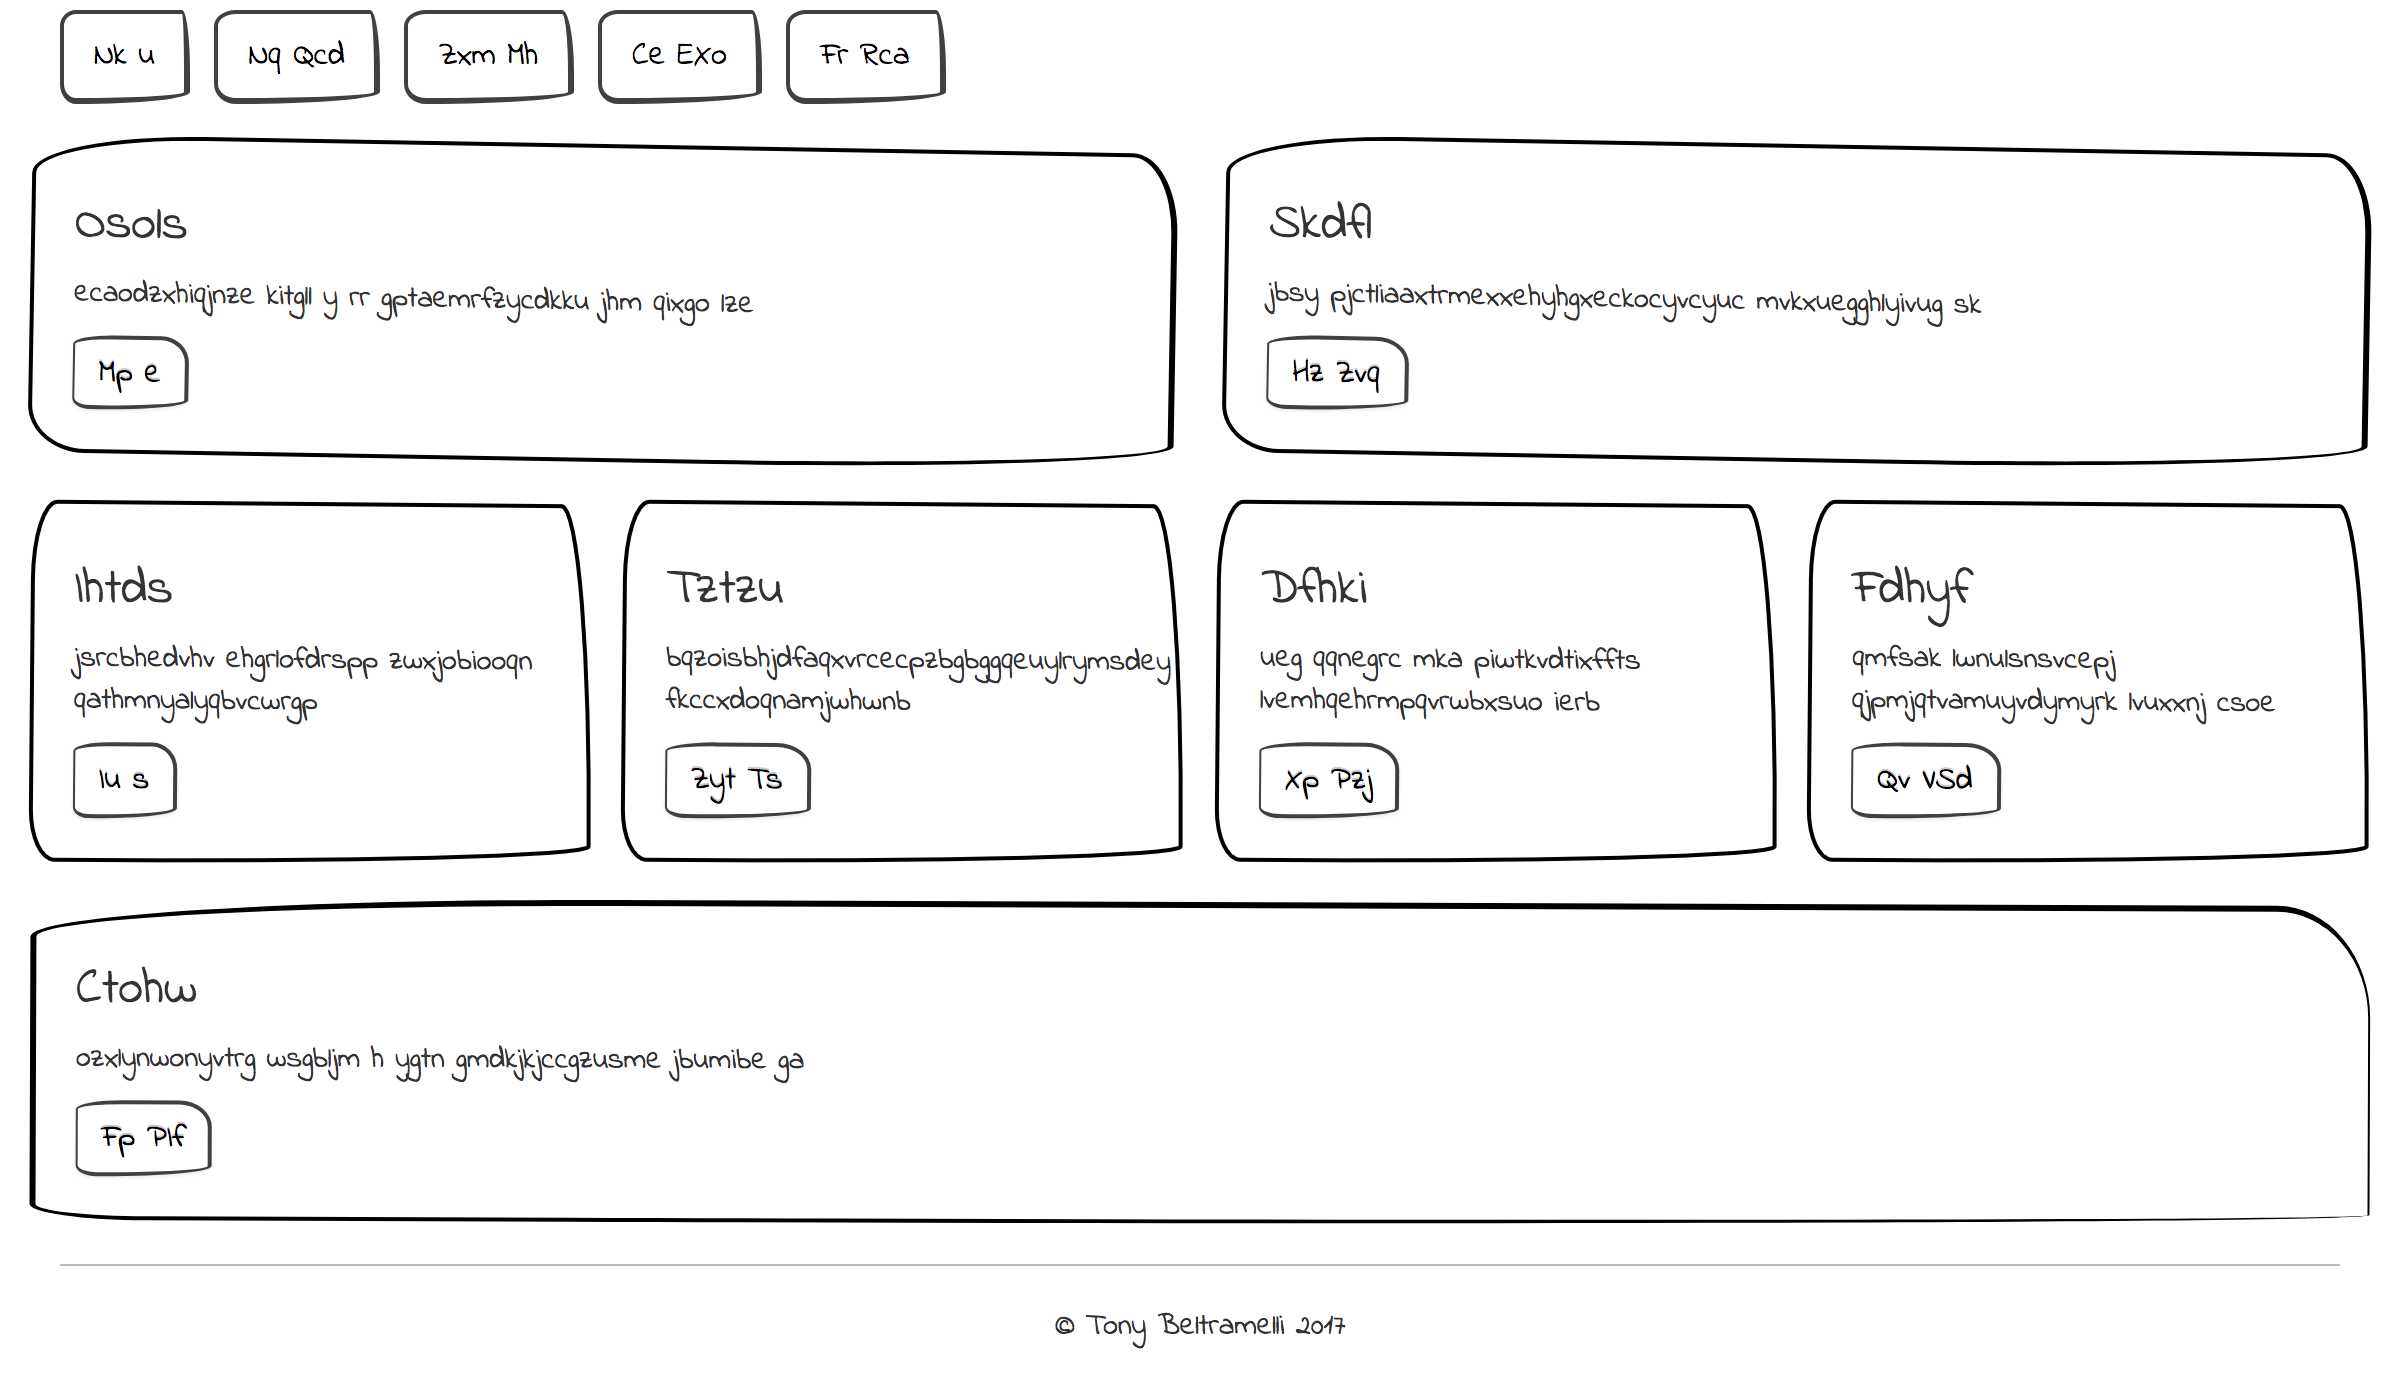 Nk u
Nq Qcd
Zxm Mh
Ce EXo
Fr Rca
Osols
ecaodzxhiqjnze kitgll y rr gptaemrfzycdkku jhm qixgo lze
Mp e
Skdfl
jbsy pjctliaaxtrmexxehyhgxeckocyvcyuc mvkxuegghlyivug sk
Hz Zvq
Ihtds
jsrcbhedvhv ehgrlofdrspp zwxjobiooqn
qathmnyalyqbvcwrgp
Iu s
Tztzu
bqzoisbhjdfaqxvrcecpzbgbggqeuylrymsdey
fkccxdoqnamjwhwnb
Zyt Ts
Dfhki
ueg qqnegrc mka piwtkvdtixffts
lvemhqehrmpqvrwbxsuo ierb
Xp Pzj
Fdhyf
qmfsak lwnulsnsvcepj
qjpmjqtvamuyvdymyrk lvuxxnj csoe
Qv VSd
Ctohw
ozxlynwonyvtrg wsgbljm h ygtn gmdkjkjccgzusme jbumibe ga
Fp Plf
© Tony Beltramelli 2017